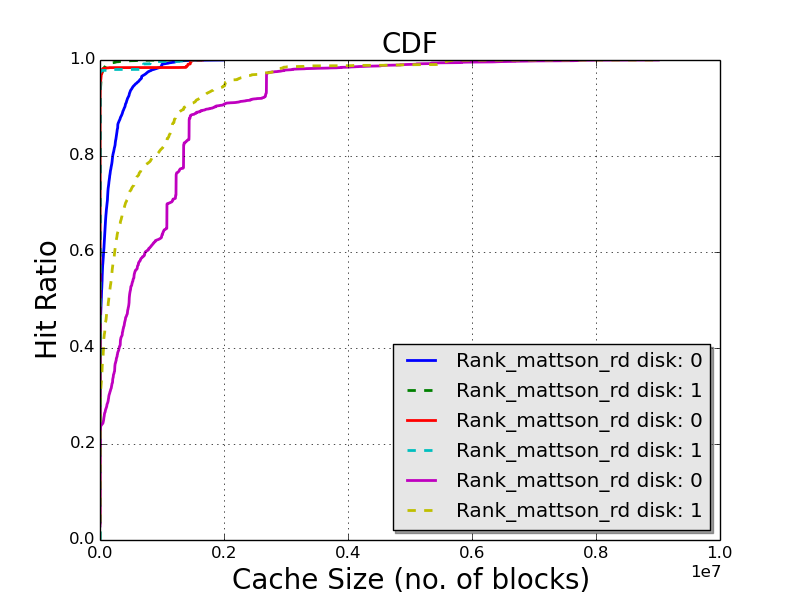 CDF
1.0
0.8
0.6
0.4
0.2
0.0
Hit Ratio
Rank_mattson_rd disk: 0
Rank_mattson_rd disk: 1
Rank_mattson_rd disk: 0
Rank_mattson_rd disk: 1
Rank_mattson_rd disk: 0
Rank_mattson_rd disk: 1
0.0 0.2 0.4 0.6 0.8 1.0
1e7
Cache Size (no. of blocks)